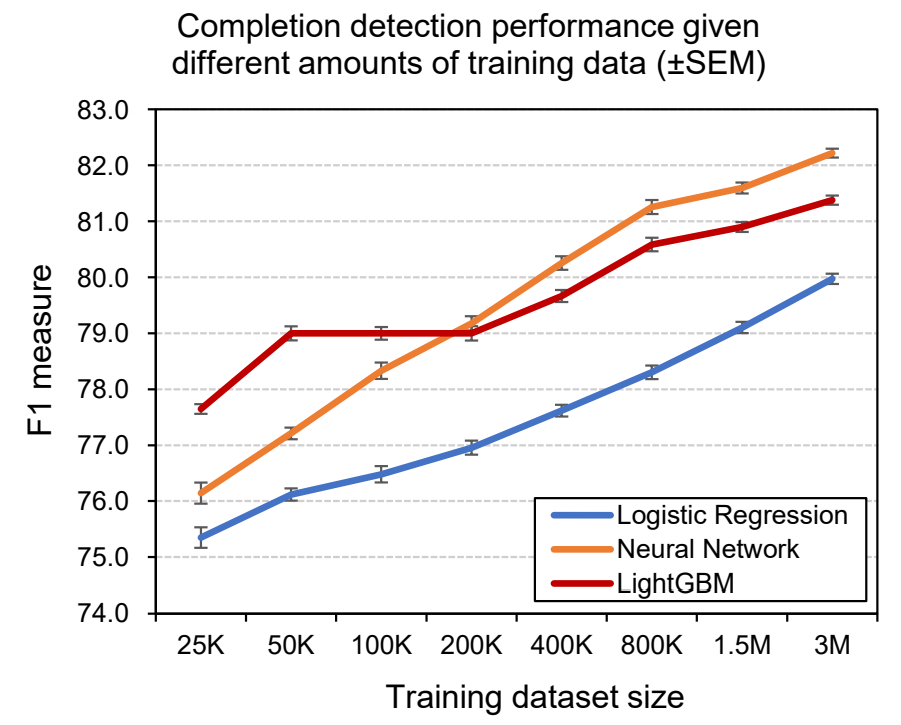 Completion detection performance given
different amounts of training data (±SEM)
83.0
82.0
81.0
80.0
79.0
78.0
77.0
76.0
75.0
74.0
F1 measure
Logistic Regression
Neural Network
LightGBM
25K 50K 100K 200K 400K 800K 1.5M 3M
Training dataset size